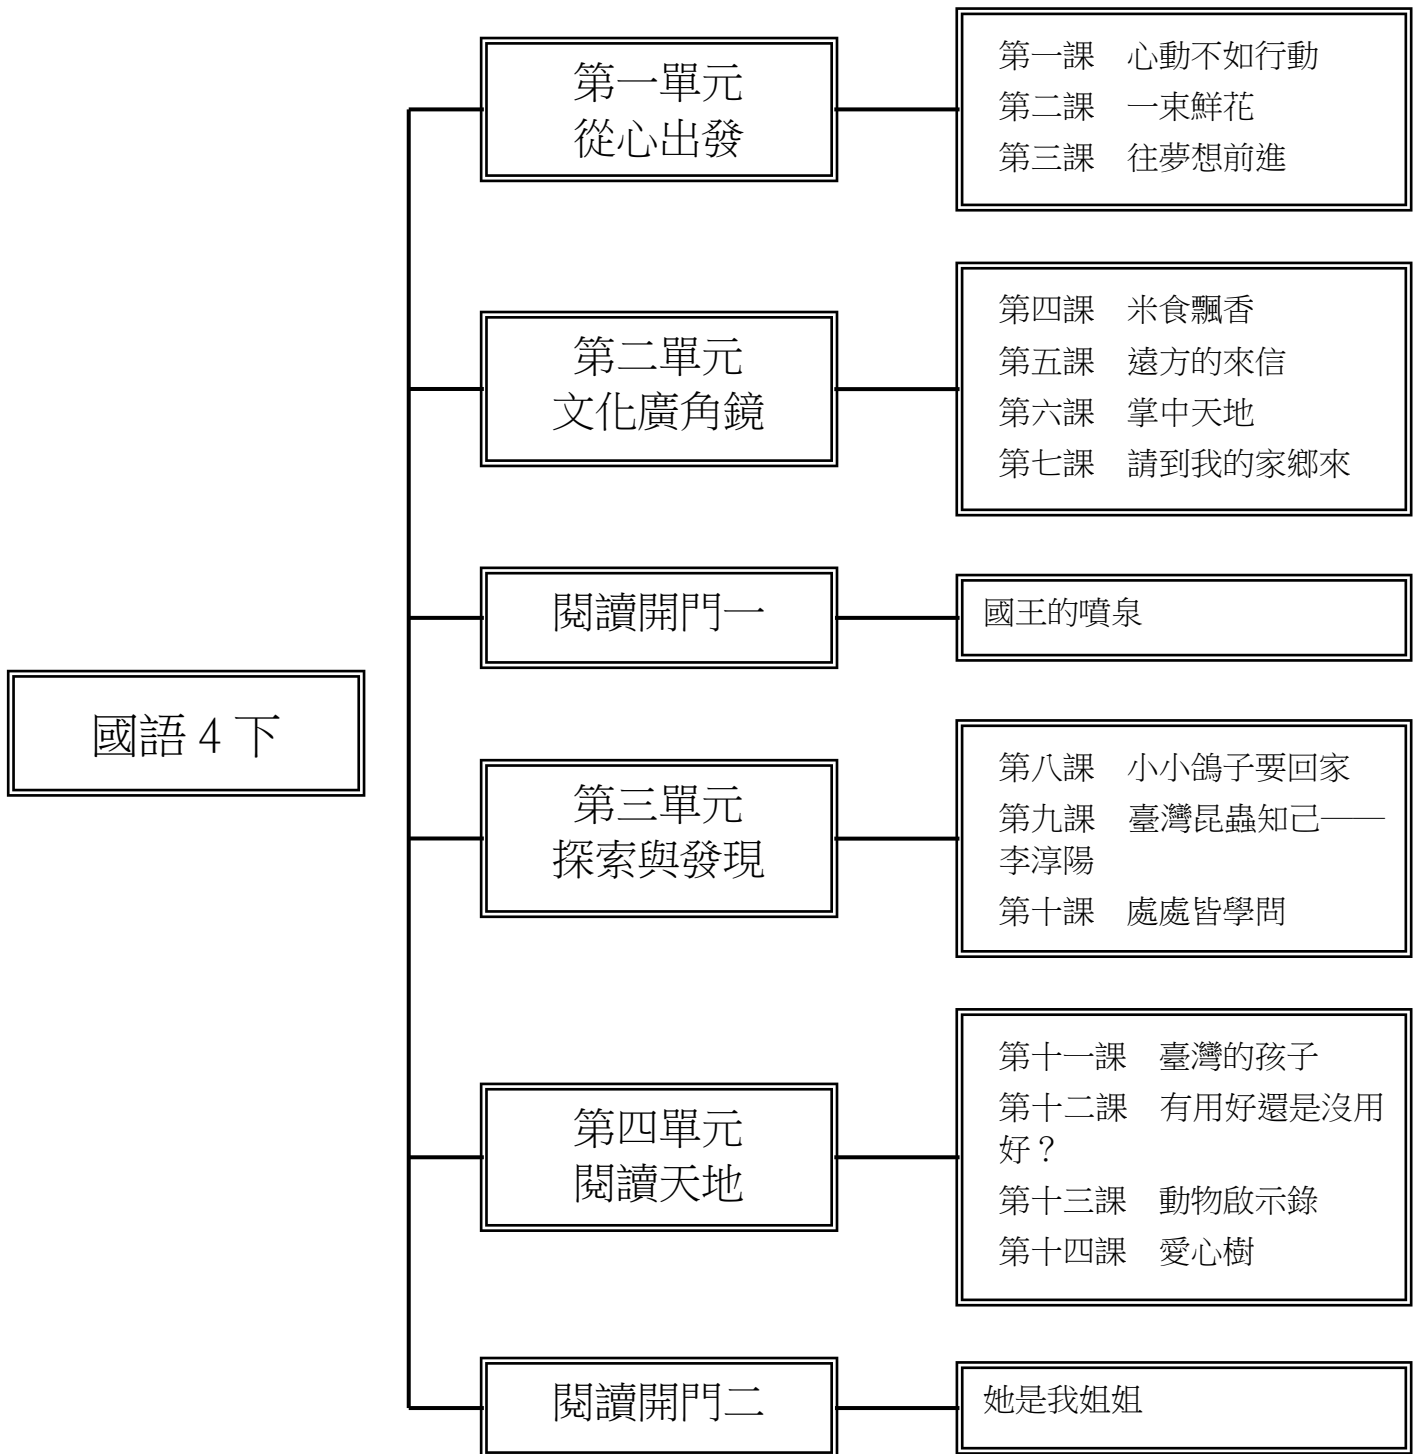 國語 4 下
第一單元
從心出發
第一課　心動不如行動
第二課　一束鮮花
第三課　往夢想前進
第二單元
文化廣角鏡
第四課　米食飄香
第五課　遠方的來信
第六課　掌中天地
第七課　請到我的家鄉來
閱讀開門一
國王的噴泉
第三單元
探索與發現
第八課　小小鴿子要回家
第九課　臺灣昆蟲知己——
李淳陽
第十課　處處皆學問
第四單元
閱讀天地
第十一課　臺灣的孩子
第十二課　有用好還是沒用
好？
第十三課　動物啟示錄
第十四課　愛心樹
閱讀開門二
她是我姐姐